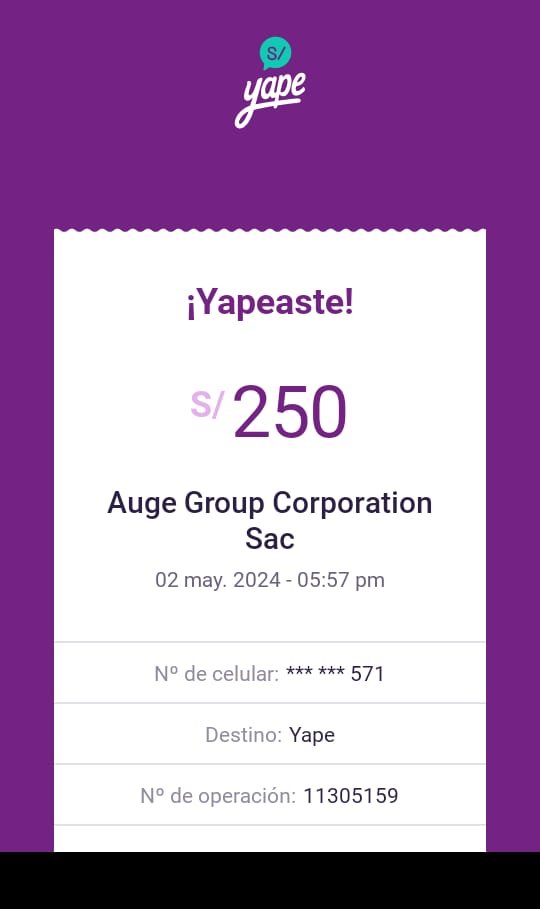 S/
yape
¡Yapeaste!
S/ 250
Auge Group Corporation
Sac
02 may. 2024 - 05:57 pm
Nº de celular: *** *** 571
Destino: Yape
Nº de operación: 11305159